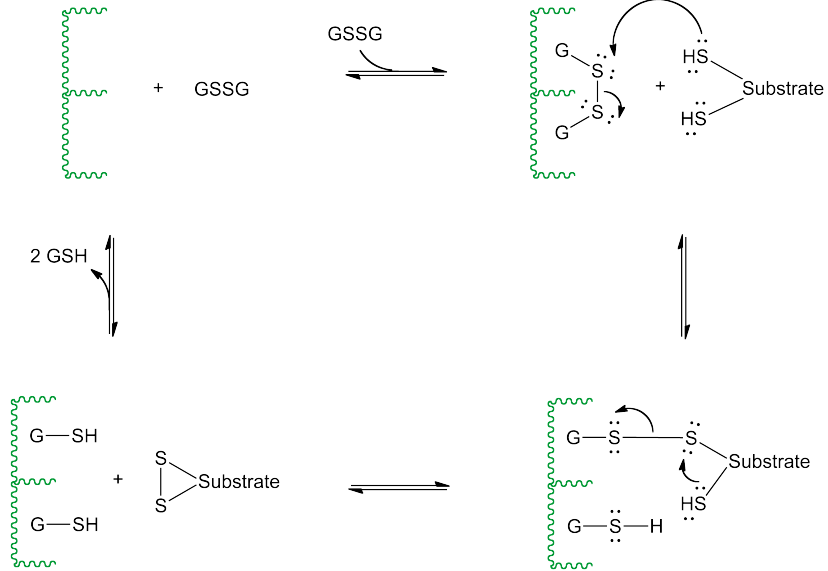 GSSG
+ GSSG
G
S
S
G
+
HS
HS
Substrate
2 GSH
G SH
G SH
+
S
S
Substrate
G S S
Substrate
HS
G S H